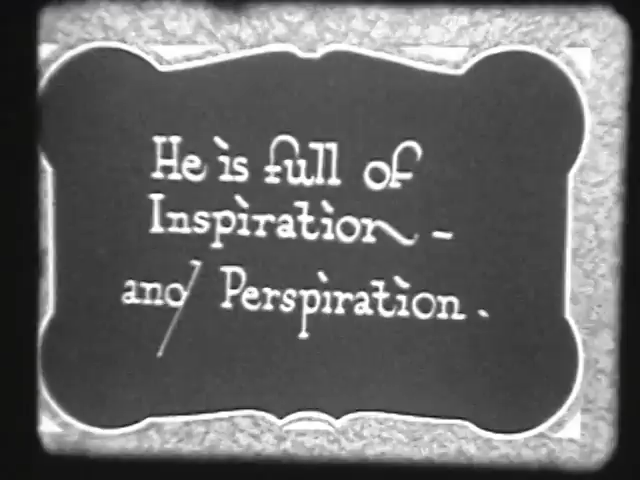 He is full of
Inspiration -
and Perspiration.